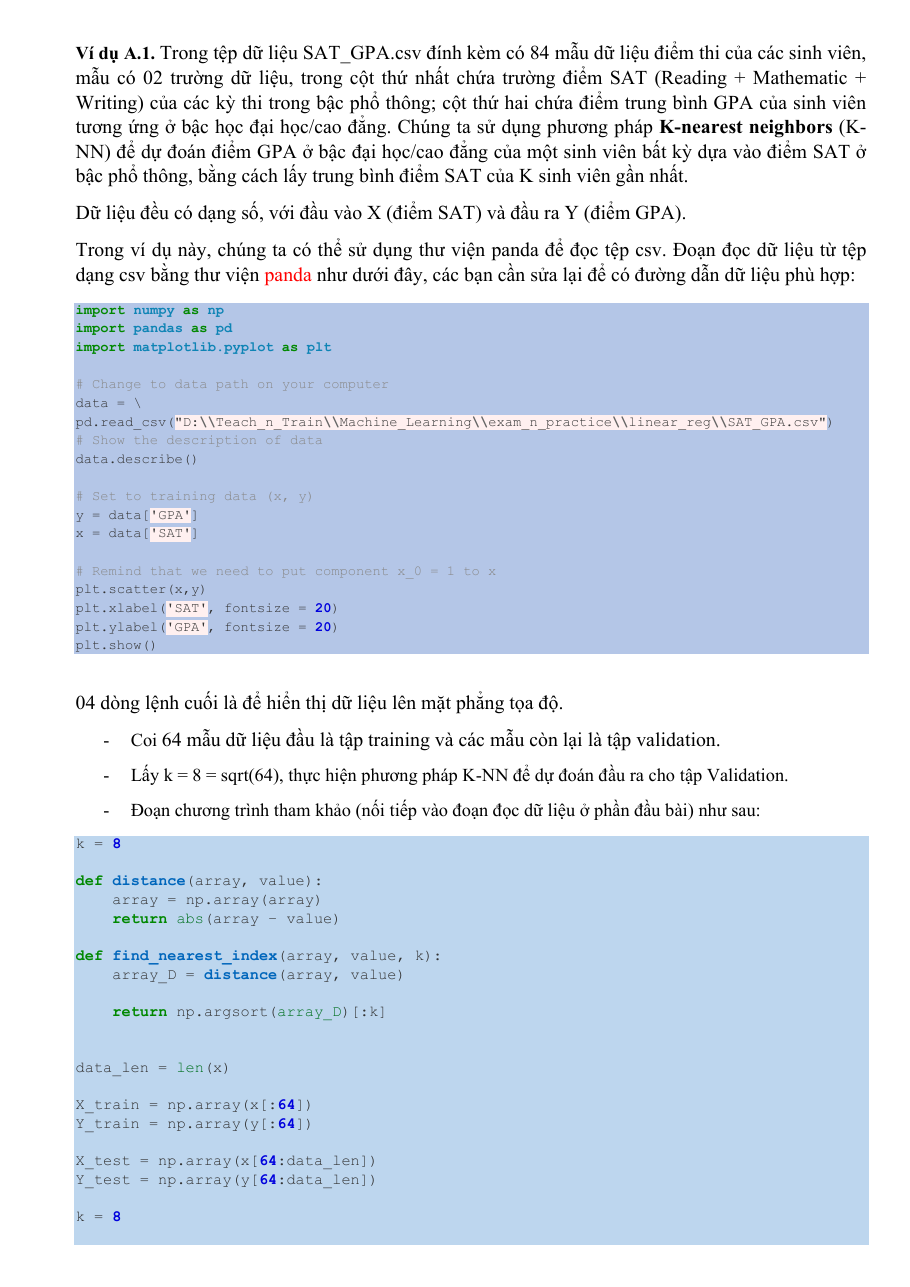 Ví dụ A.1. Trong tệp dữ liệu SAT_GPA.csv đính kèm có 84 mẫu dữ liệu điểm thi của các sinh viên,
mẫu có 02 trường dữ liệu, trong cột thứ nhất chứa trường điểm SAT (Reading + Mathematic +
Writing) của các kỳ thi trong bậc phổ thông; cột thứ hai chứa điểm trung bình GPA của sinh viên
tương ứng ở bậc học đại học/cao đẳng. Chúng ta sử dụng phương pháp K-nearest neighbors (K-
NN) để dự đoán điểm GPA ở bậc đại học/cao đẳng của một sinh viên bất kỳ dựa vào điểm SAT ở
bậc phổ thông, bằng cách lấy trung bình điểm SAT của K sinh viên gần nhất.
Dữ liệu đều có dạng số, với đầu vào X (điểm SAT) và đầu ra Y (điểm GPA).
Trong ví dụ này, chúng ta có thể sử dụng thư viện panda để đọc tệp csv. Đoạn đọc dữ liệu từ tệp
dạng csv bằng thư viện panda như dưới đây, các bạn cần sửa lại để có đường dẫn dữ liệu phù hợp:
import numpy as np
import pandas as pd
import matplotlib.pyplot as plt
# Change to data path on your computer
data = \
pd.read_csv("D:\\Teach_n_Train\\Machine_Learning\\exam_n_practice\\linear_reg\\SAT_GPA.csv")
# Show the description of data
data.describe()
# Set to training data (x, y)
y = data['GPA']
x = data['SAT']
# Remind that we need to put component x_0 = 1 to x
plt.scatter(x,y)
plt.xlabel('SAT', fontsize = 20)
plt.ylabel('GPA', fontsize = 20)
plt.show()
04 dòng lệnh cuối là để hiển thị dữ liệu lên mặt phẳng tọa độ.
- Coi 64 mẫu dữ liệu đầu là tập training và các mẫu còn lại là tập validation.
- Lấy k = 8 = sqrt(64), thực hiện phương pháp K-NN để dự đoán đầu ra cho tập Validation.
- Đoạn chương trình tham khảo (nối tiếp vào đoạn đọc dữ liệu ở phần đầu bài) như sau:
k = 8
def distance(array, value):
    array = np.array(array)
    return abs(array – value)
def find_nearest_index(array, value, k):
    array_D = distance(array, value)
    return np.argsort(array_D)[:k]
data_len = len(x)
X_train = np.array(x[:64])
Y_train = np.array(y[:64])
X_test = np.array(x[64:data_len])
Y_test = np.array(y[64:data_len])
k = 8